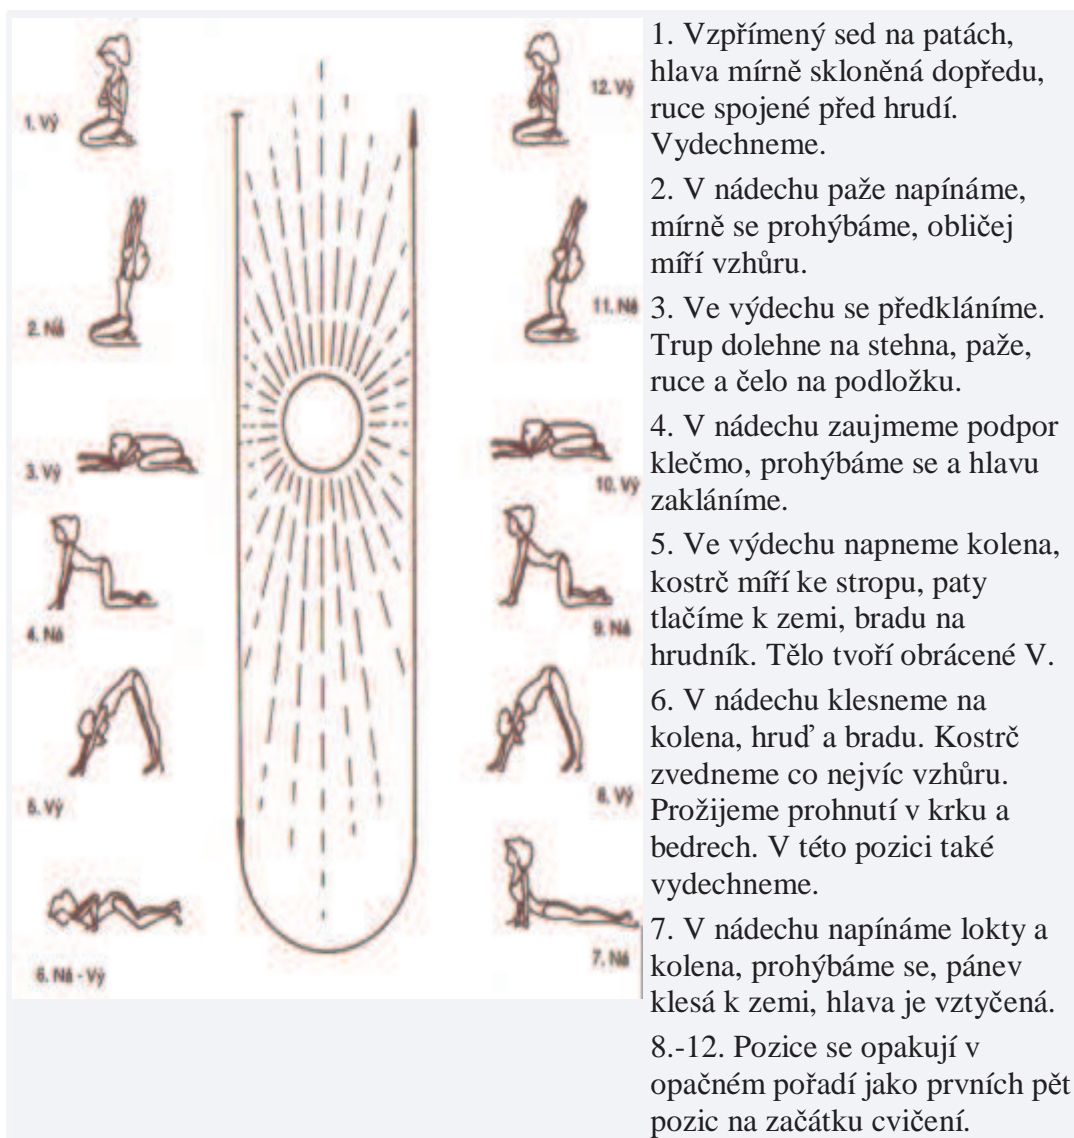 1. Vý
2. Ná
3. Vý
4. Ná
5. Vý
6. Ná - Vý
12. Vý
11. Ná
10. Vý
9. Ná
8. Vý
7. Ná
1. Vzpřímený sed na patách,
hlava mírně skloněná dopředu,
ruce spojené před hrudí.
Vydechneme.
2. V nádechu paže napínáme,
mírně se prohýbáme, obličej
míří vzhůru.
3. Ve výdechu se předkláníme.
Trup dolehne na stehna, paže,
ruce a čelo na podložku.
4. V nádechu zaujmeme podpor
klečmo, prohýbáme se a hlavu
zakláníme.
5. Ve výdechu napneme kolena,
kostrč míří ke stropu, paty
tlačíme k zemi, bradu na
hrudník. Tělo tvoří obrácené V.
6. V nádechu klesneme na
kolena, hruď a bradu. Kostrč
zvedneme co nejvíc vzhůru.
Prožijeme prohnutí v krku a
bedrech. V této pozici také
vydechneme.
7. V nádechu napínáme lokty a
kolena, prohýbáme se, pánev
klesá k zemi, hlava je vztyčená.
8.-12. Pozice se opakují v
opačném pořadí jako prvních pět
pozic na začátku cvičení.